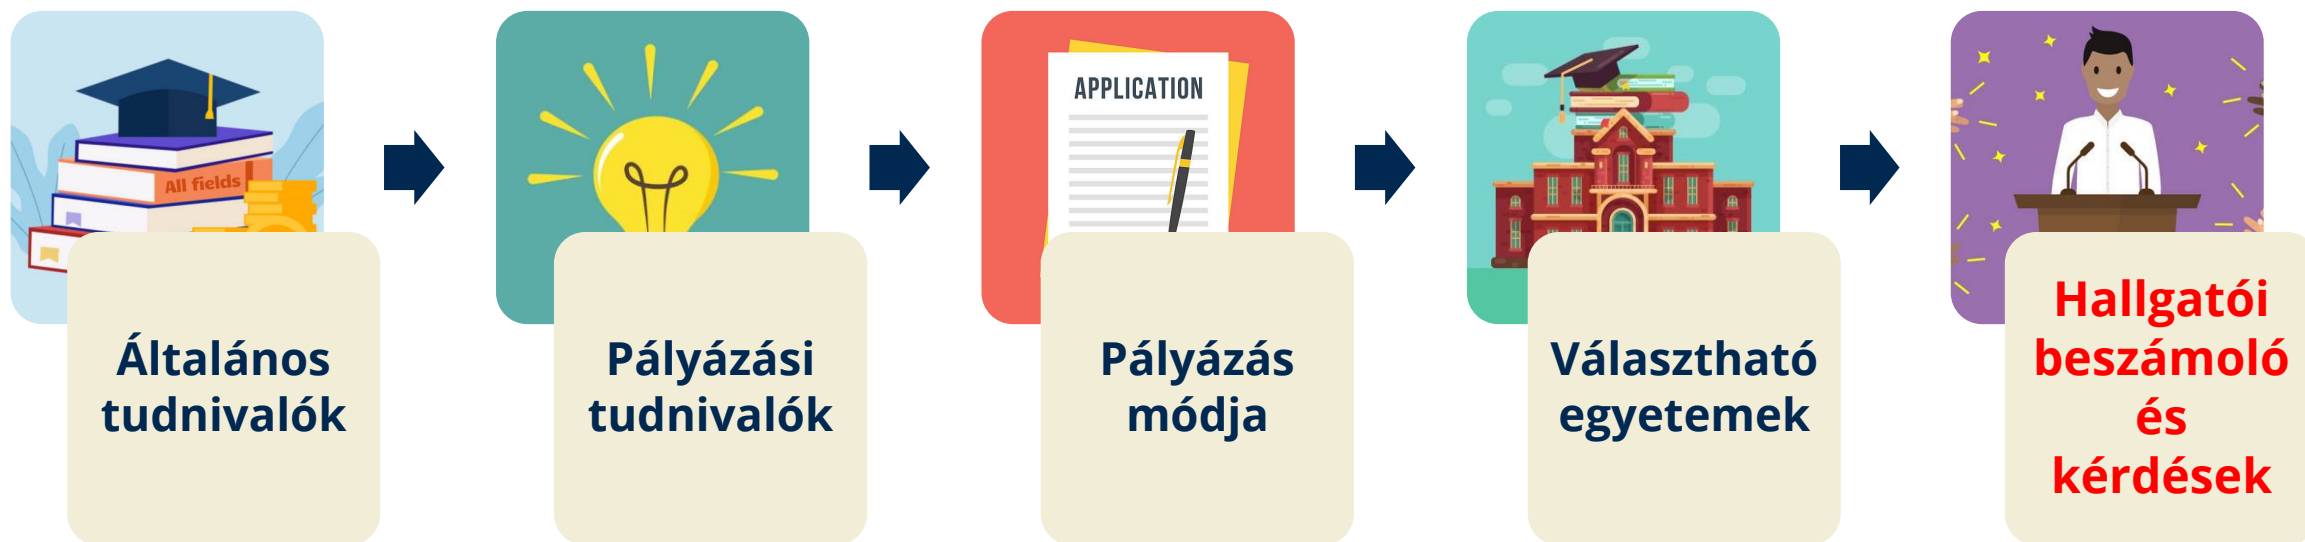 All fields
APPLICATION
Általános
tudnivalók
Pályázási
tudnivalók
Pályázás
módja
Választható
egyetemek
Hallgatói
beszámoló
és
kérdések